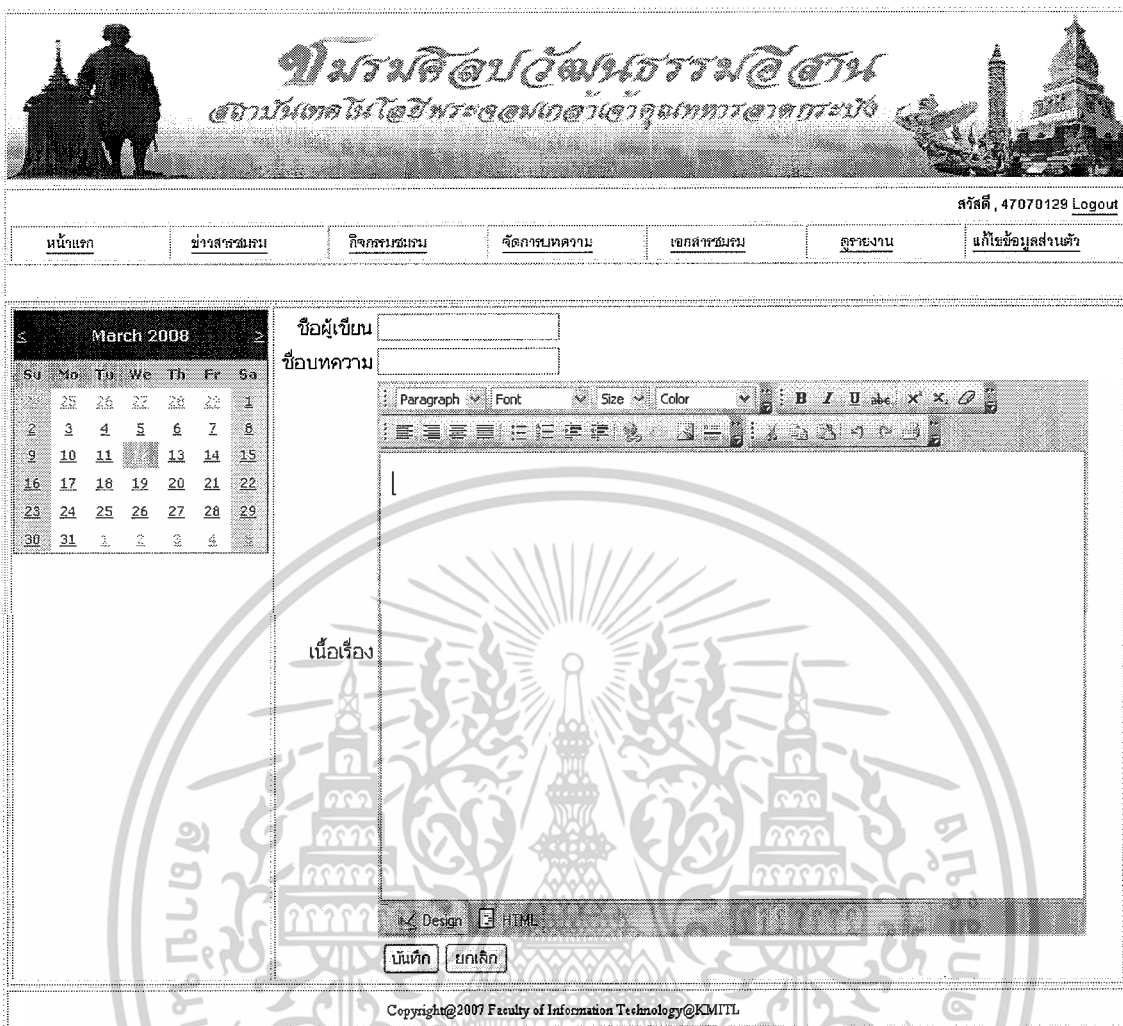 ชมรมศิลปวัฒนธรรมอีสาน
สถาบันเทคโนโลยีพระจอมเกล้าเจ้าคุณทหารลาดกระบัง
สวัสดี , 47070129 Logout
หน้าแรก ข่าวสารชมรม กิจกรรมชมรม จัดการบทความ เอกสารชมรม ดูรายงาน แก้ไขข้อมูลส่วนตัว
< March 2008 >
Su Mo Tu We Th Fr Sa
24 25 26 27 28 29 1
2 3 4 5 6 7 8
9 10 11 12 13 14 15
16 17 18 19 20 21 22
23 24 25 26 27 28 29
30 31 1 2 3 4 5
ชื่อผู้เขียน
ชื่อบทความ
Paragraph Font Size Color B I U abc x² x₂
เนื้อเรื่อง
Design HTML
บันทึก ยกเลิก
Copyright@2007 Faculty of Information Technology@KMITL